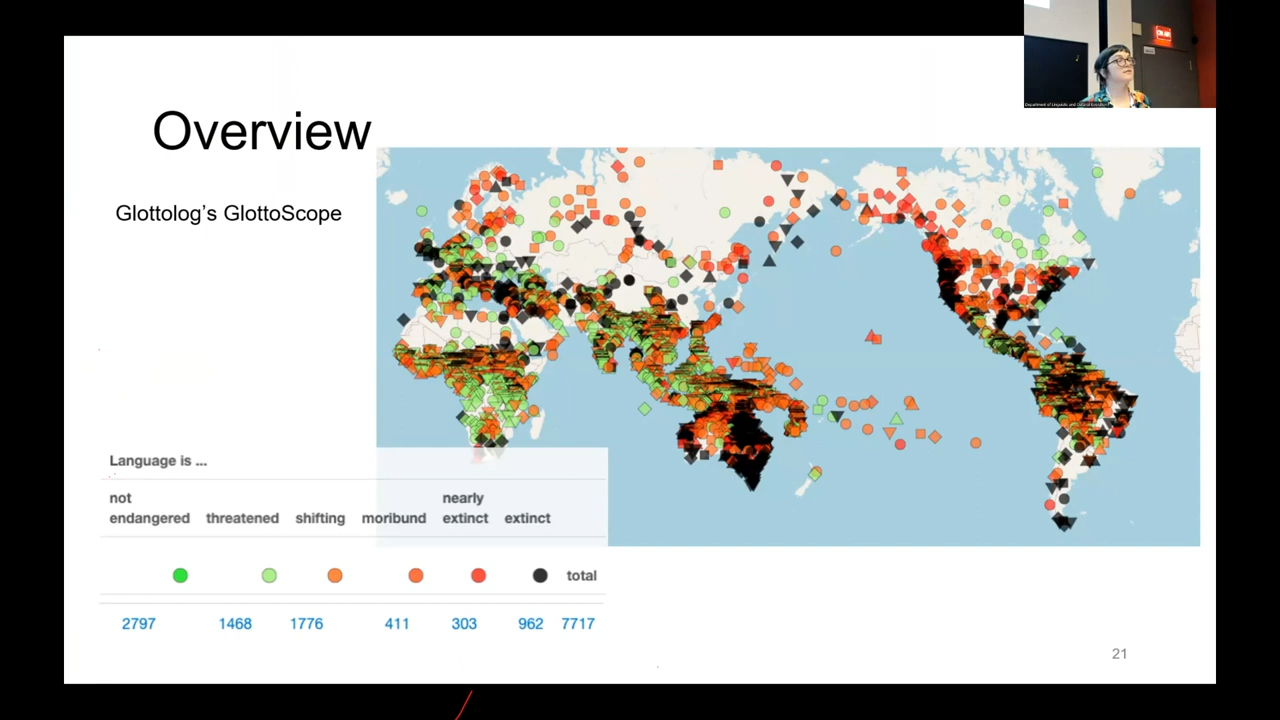 Overview
Glottolog's GlottoScope
Language is ...
not endangered threatened shifting moribund nearly extinct extinct
total
2797 1468 1776 411 303 962 7717
21